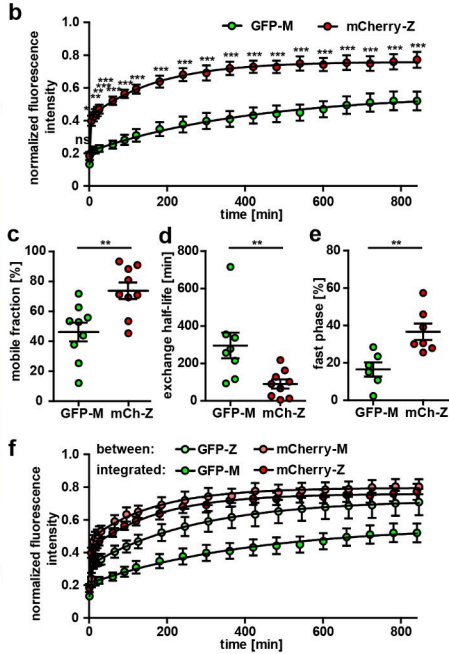 b
GFP-M mCherry-Z
normalized fluorescence
intensity
1.0
0.8
0.6
0.4
0.2
0
ns
*** *** *** *** *** *** *** *** *** *** *** *** *** ***
0 200 400 600 800
time [min]
c
mobile fraction [%]
100
80
60
40
20
0
**
GFP-M mCh-Z
d
exchange half-life [min]
800
600
400
200
0
**
GFP-M mCh-Z
e
fast phase [%]
80
60
40
20
0
**
GFP-M mCh-Z
f
between: GFP-Z mCherry-M
integrated: GFP-M mCherry-Z
normalized fluorescence
intensity
1.0
0.8
0.6
0.4
0.2
0
0 200 400 600 800
time [min]